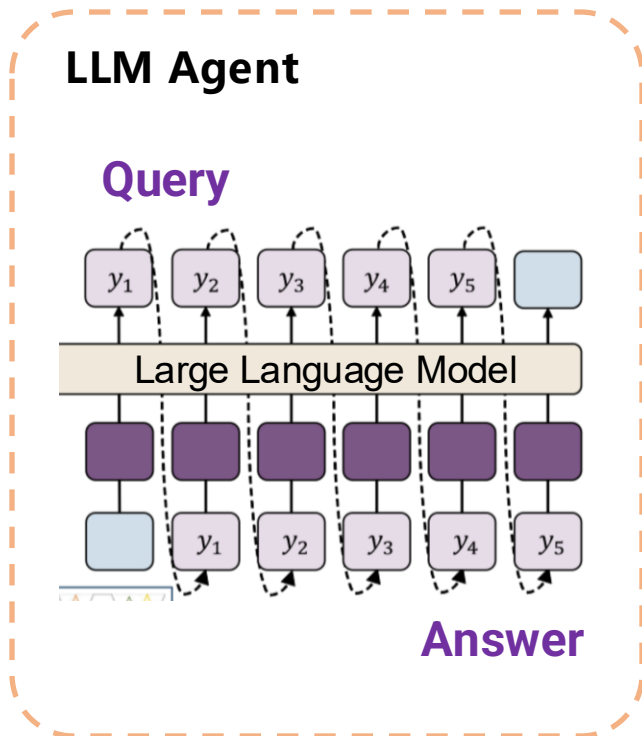 LLM Agent
Query
y₁ y₂ y₃ y₄ y₅
Large Language Model
y₁ y₂ y₃ y₄ y₅
Answer